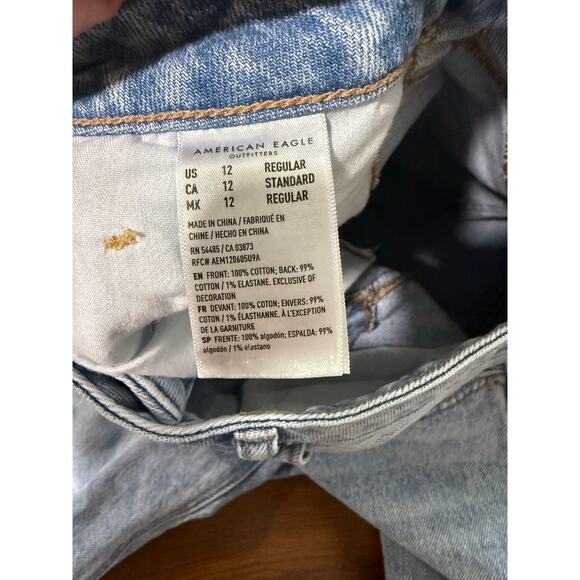 AMERICAN EAGLE
OUTFITTERS
US 12 REGULAR
CA 12 STANDARD
MX 12 REGULAR
MADE IN CHINA / FABRIQUÉ EN
CHINE / HECHO EN CHINA
RN 54485 / CA 03873
RFC# AEM120605U9A
EN FRONT: 100% COTTON; BACK: 99%
COTTON / 1% ELASTANE. EXCLUSIVE OF
DECORATION
FR DEVANT: 100% COTON; ENVERS: 99%
COTON / 1% ÉLASTHANNE. À L'EXCEPTION
DE LA GARNITURE
SP FRENTE: 100% algodón; ESPALDA: 99%
algodón / 1% elastano